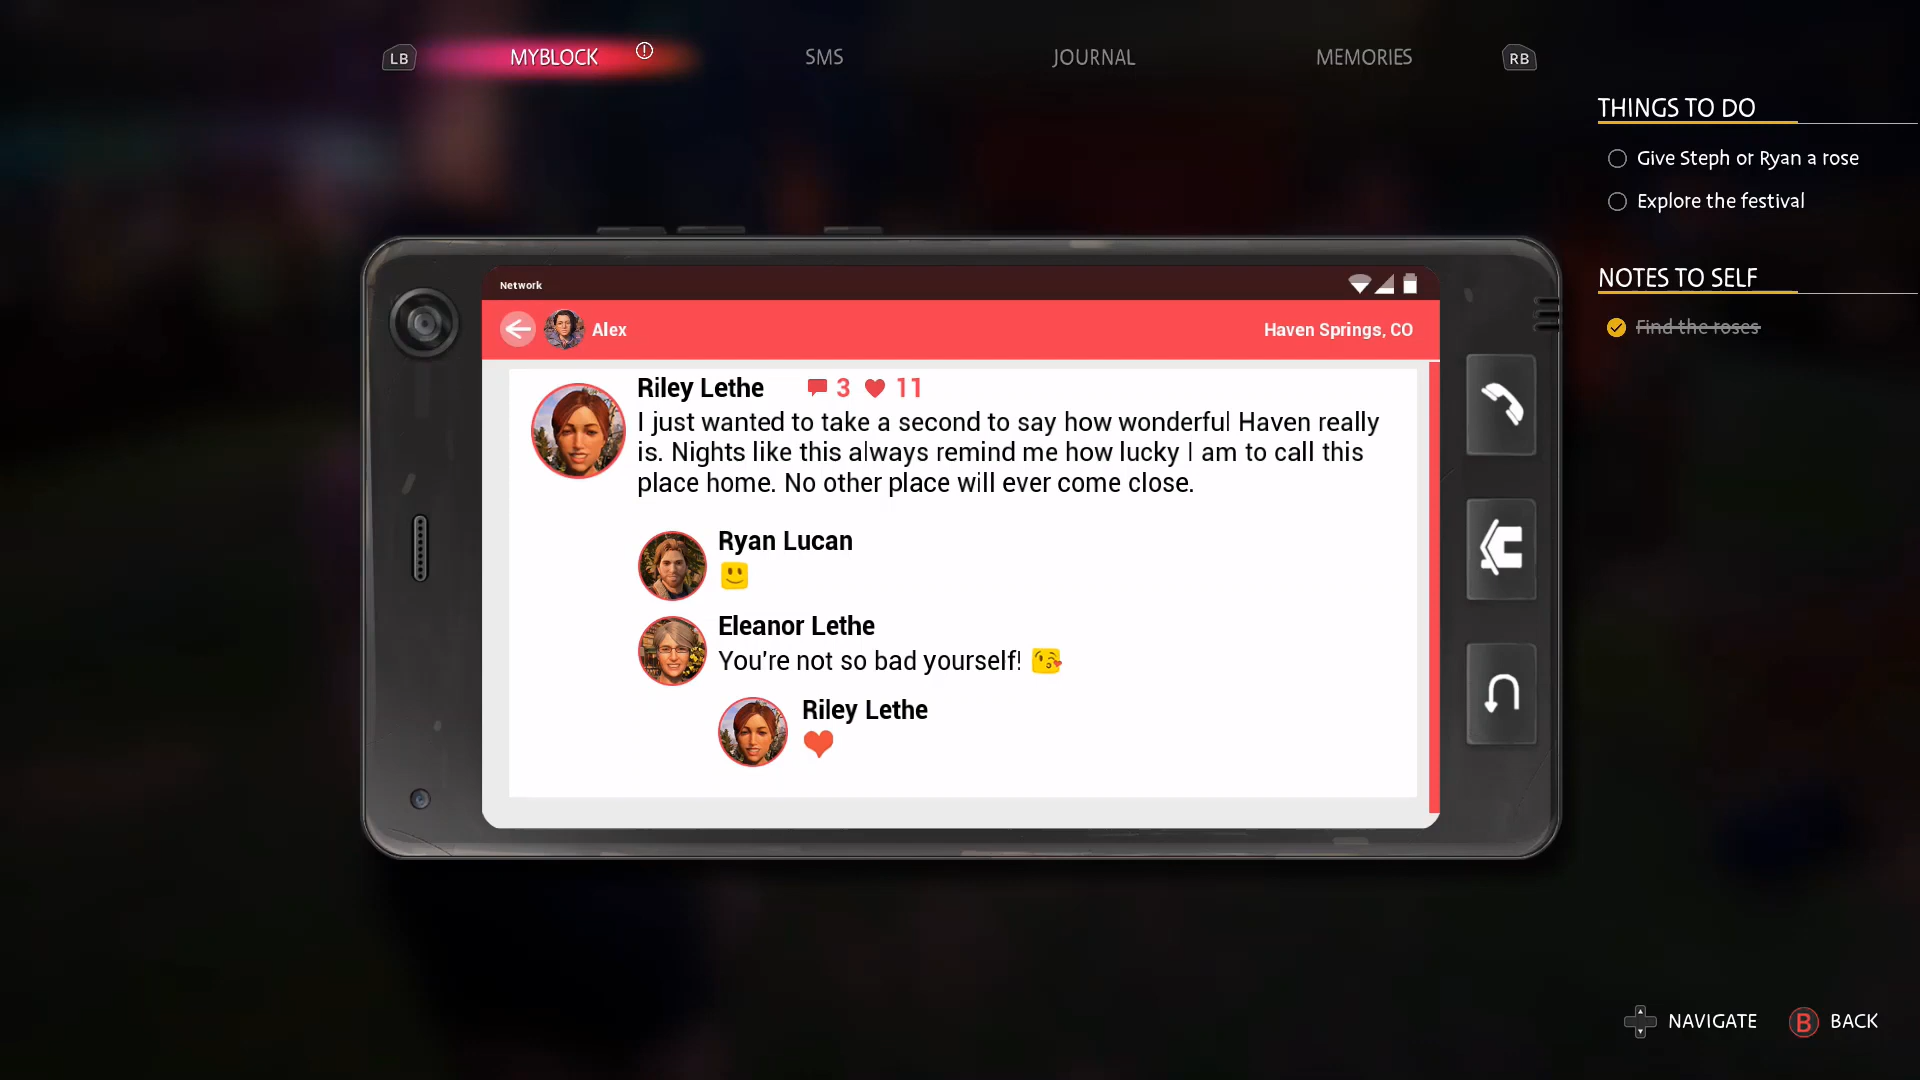 LB
MYBLOCK
SMS
JOURNAL
MEMORIES
RB
THINGS TO DO
Give Steph or Ryan a rose
Explore the festival
NOTES TO SELF
Find the roses
Network
Alex
Haven Springs, CO
Riley Lethe 3 11
I just wanted to take a second to say how wonderful Haven really
is. Nights like this always remind me how lucky I am to call this
place home. No other place will ever come close.
Ryan Lucan
Eleanor Lethe
You're not so bad yourself!
Riley Lethe
NAVIGATE
B BACK